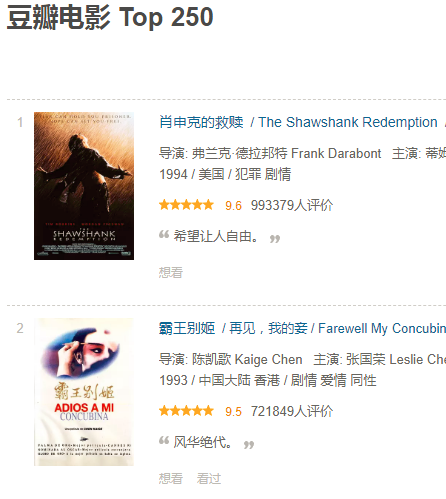 豆瓣电影 Top 250
1
肖申克的救赎 / The Shawshank Redemption /
导演: 弗兰克·德拉邦特 Frank Darabont 主演: 蒂姆
1994 / 美国 / 犯罪 剧情
9.6 993379人评价
“ 希望让人自由。 ”
想看
THE
SHAWSHANK
REDEMPTION
2
霸王别姬 / 再见，我的妾 / Farewell My Concubin
导演: 陈凯歌 Kaige Chen 主演: 张国荣 Leslie Che
1993 / 中国大陆 香港 / 剧情 爱情 同性
9.5 721849人评价
“ 风华绝代。 ”
想看 看过
霸王别姬
ADIOS A MI
CONCUBINA